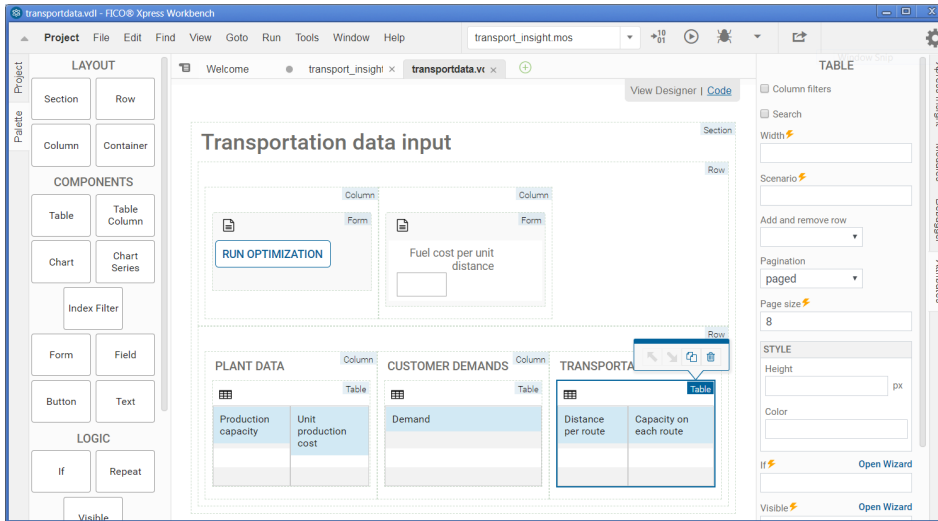 transportdata.vdl - FICO® Xpress Workbench
Project File Edit Find View Goto Run Tools Window Help
transport_insight.mos
Project
Palette
LAYOUT
Section
Row
Column
Container
COMPONENTS
Table
Table
Column
Chart
Chart
Series
Index Filter
Form
Field
Button
Text
LOGIC
If
Repeat
Visible
Welcome
transport_insight
transportdata.v
View Designer | Code
Section
Transportation data input
Row
Column
Form
RUN OPTIMIZATION
Column
Form
Fuel cost per unit
distance
Row
PLANT DATA
Column
Table
Production
capacity
Unit
production
cost
CUSTOMER DEMANDS
Column
Table
Demand
TRANSPORTA
Table
Distance
per route
Capacity on
each route
TABLE
Column filters
Search
Width
Scenario
Add and remove row
Pagination
paged
Page size
8
STYLE
Height
px
Color
If
Open Wizard
Visible
Open Wizard